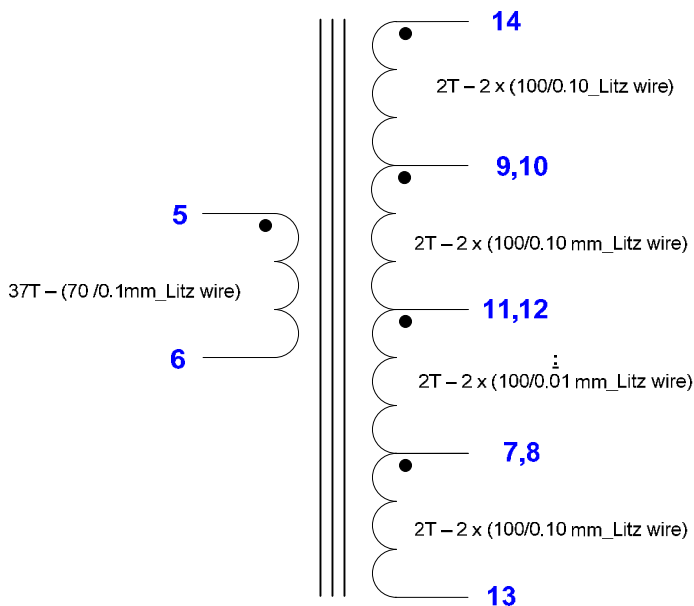 14
2T – 2 x (100/0.10_Litz wire)
9,10
5
2T – 2 x (100/0.10 mm_Litz wire)
37T – (70 /0.1mm_Litz wire)
11,12
6
2T – 2 x (100/0.01 mm_Litz wire)
7,8
2T – 2 x (100/0.10 mm_Litz wire)
13